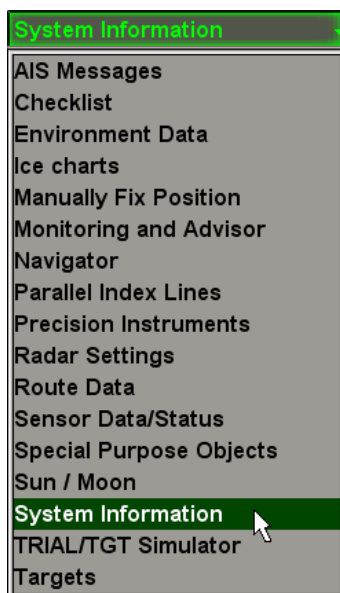 System Information
AIS Messages
Checklist
Environment Data
Ice charts
Manually Fix Position
Monitoring and Advisor
Navigator
Parallel Index Lines
Precision Instruments
Radar Settings
Route Data
Sensor Data/Status
Special Purpose Objects
Sun / Moon
System Information
TRIAL/TGT Simulator
Targets